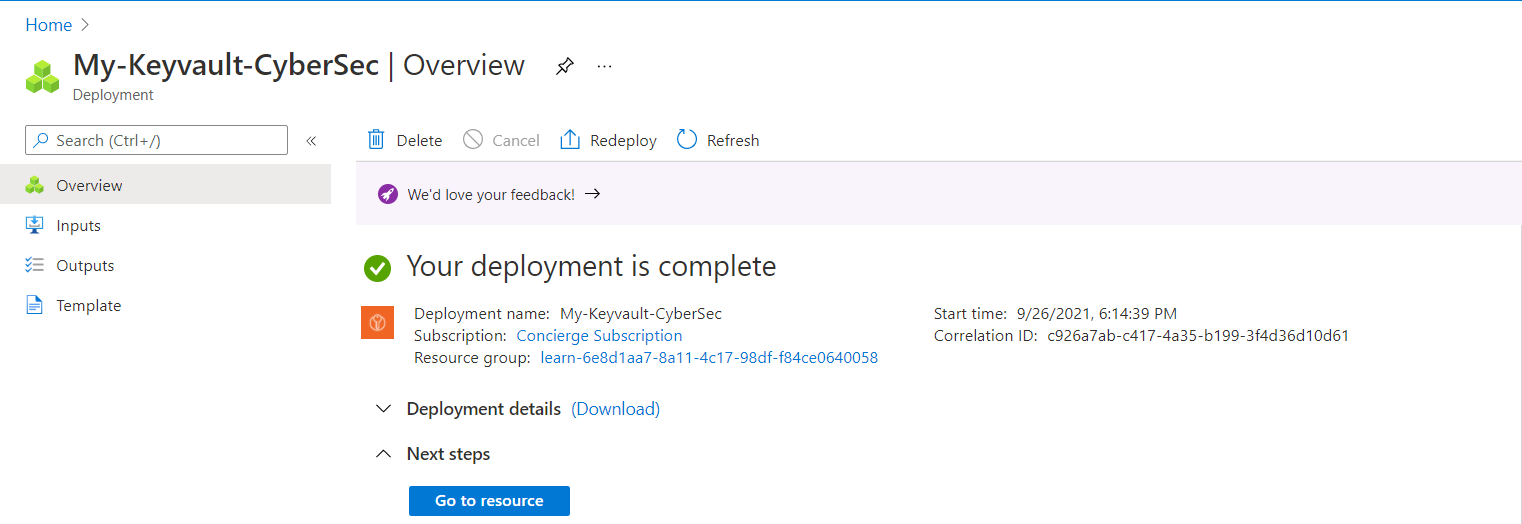 Home
My-Keyvault-CyberSec | Overview
Deployment
Search (Ctrl+/)
Overview
Inputs
Outputs
Template
Delete Cancel Redeploy Refresh
We'd love your feedback!
Your deployment is complete
Deployment name: My-Keyvault-CyberSec
Subscription: Concierge Subscription
Resource group: learn-6e8d1aa7-8a11-4c17-98df-f84ce0640058
Start time: 9/26/2021, 6:14:39 PM
Correlation ID: c926a7ab-c417-4a35-b199-3f4d36d10d61
Deployment details (Download)
Next steps
Go to resource